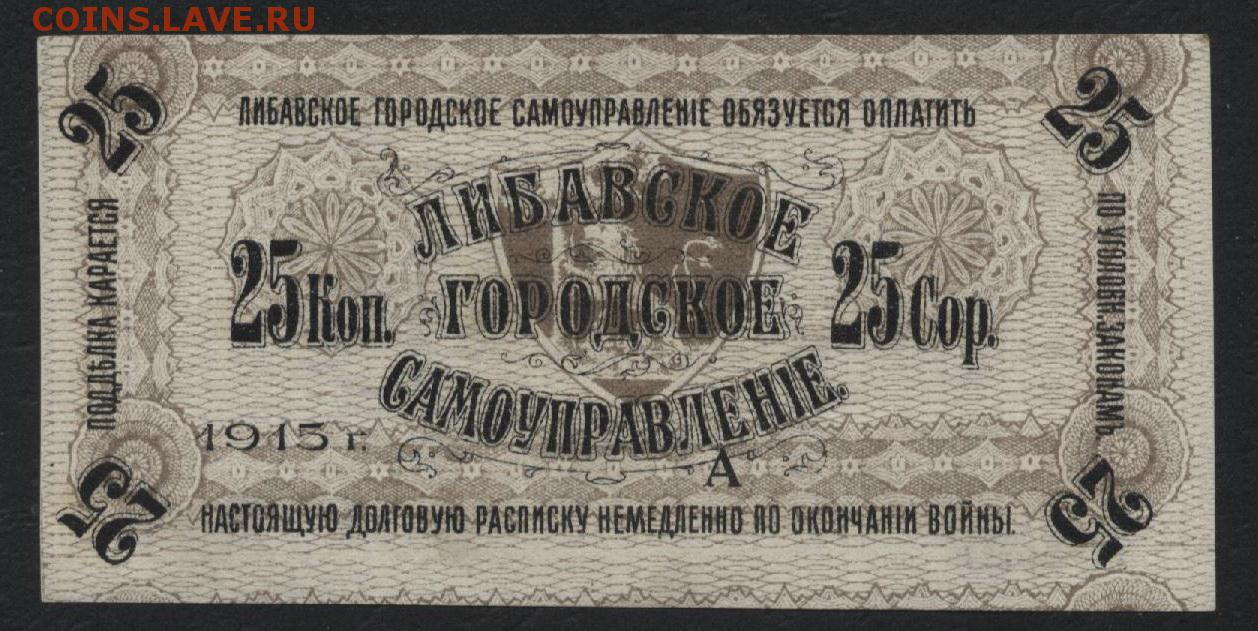 COINS.LAVE.RU
25
25
ЛИБАВСКОЕ ГОРОДСКОЕ САМОУПРАВЛЕНІЕ ОБЯЗУЕТСЯ ОПЛАТИТЬ
ПОДДѢЛКА КАРАЕТСЯ
ЛИБАВСКОЕ
25 Коп.
ГОРОДСКОЕ
25 Сор.
САМОУПРАВЛЕНІЕ.
ПО УГОЛОВН. ЗАКОНАМЪ.
1915 г.
А
НАСТОЯЩУЮ ДОЛГОВУЮ РАСПИСКУ НЕМЕДЛЕННО ПО ОКОНЧАНІИ ВОЙНЫ.
25
25